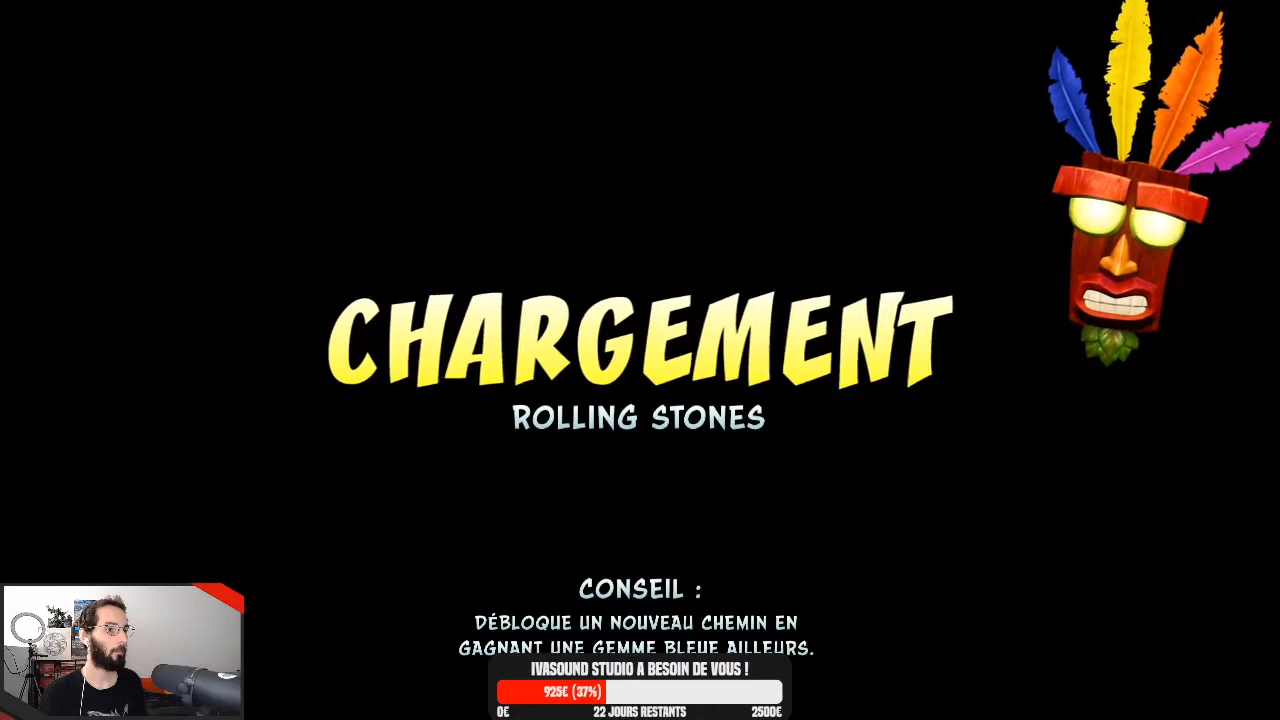 CHARGEMENT
ROLLING STONES
CONSEIL :
DÉBLOQUE UN NOUVEAU CHEMIN EN
GAGNANT UNE GEMME BLEUE AILLEURS.
IVASOUND STUDIO A BESOIN DE VOUS !
925€ (37%)
0€ 22 JOURS RESTANTS 2500€